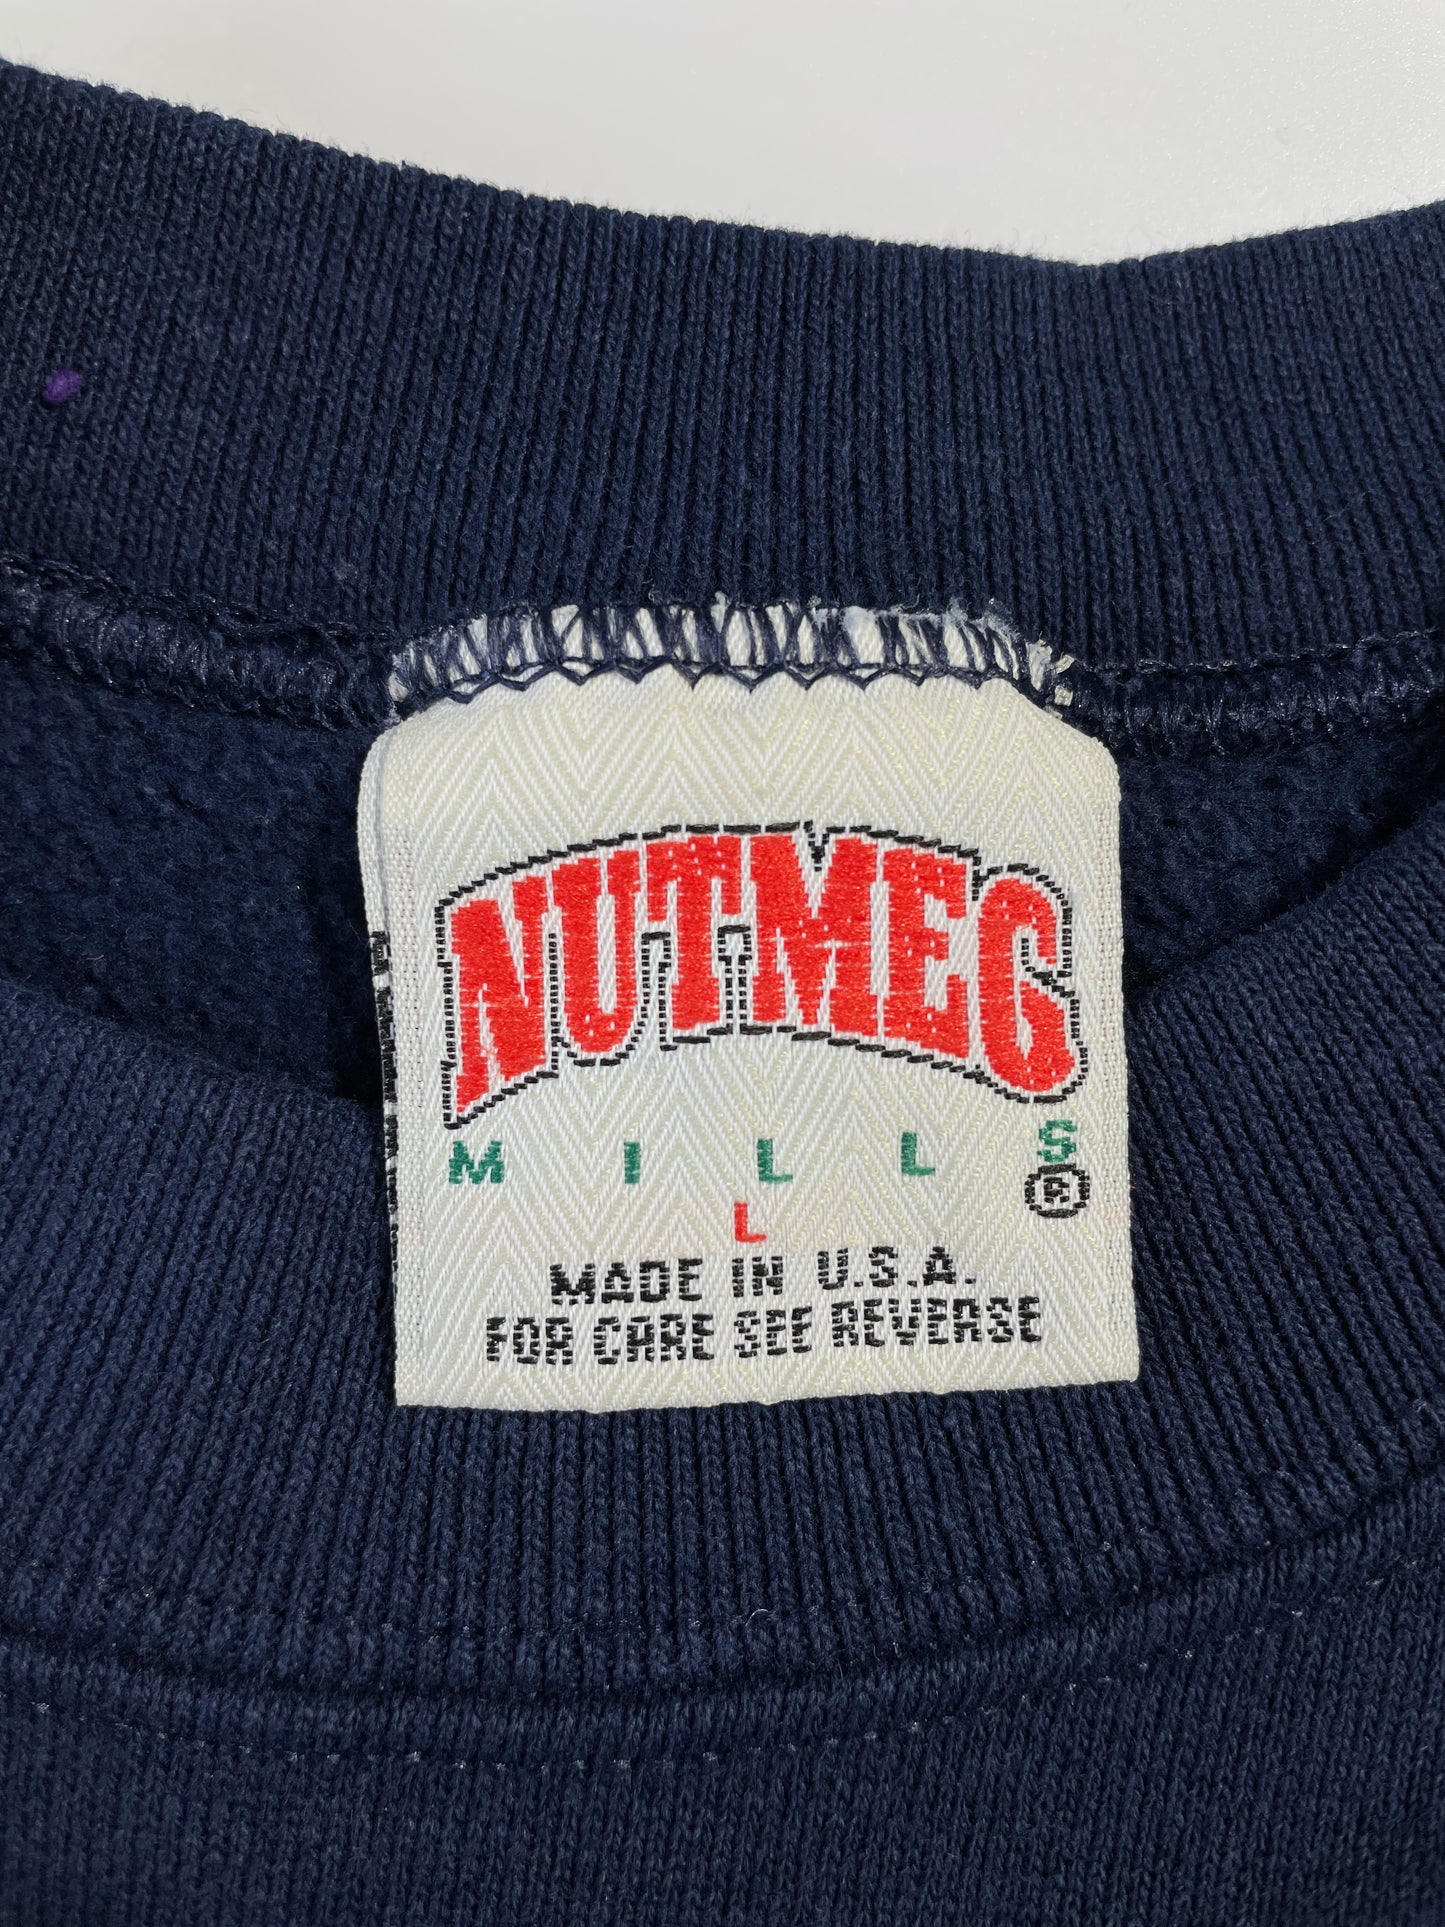 NUTMEG
MILLS®
L
MADE IN U.S.A.
FOR CARE SEE REVERSE